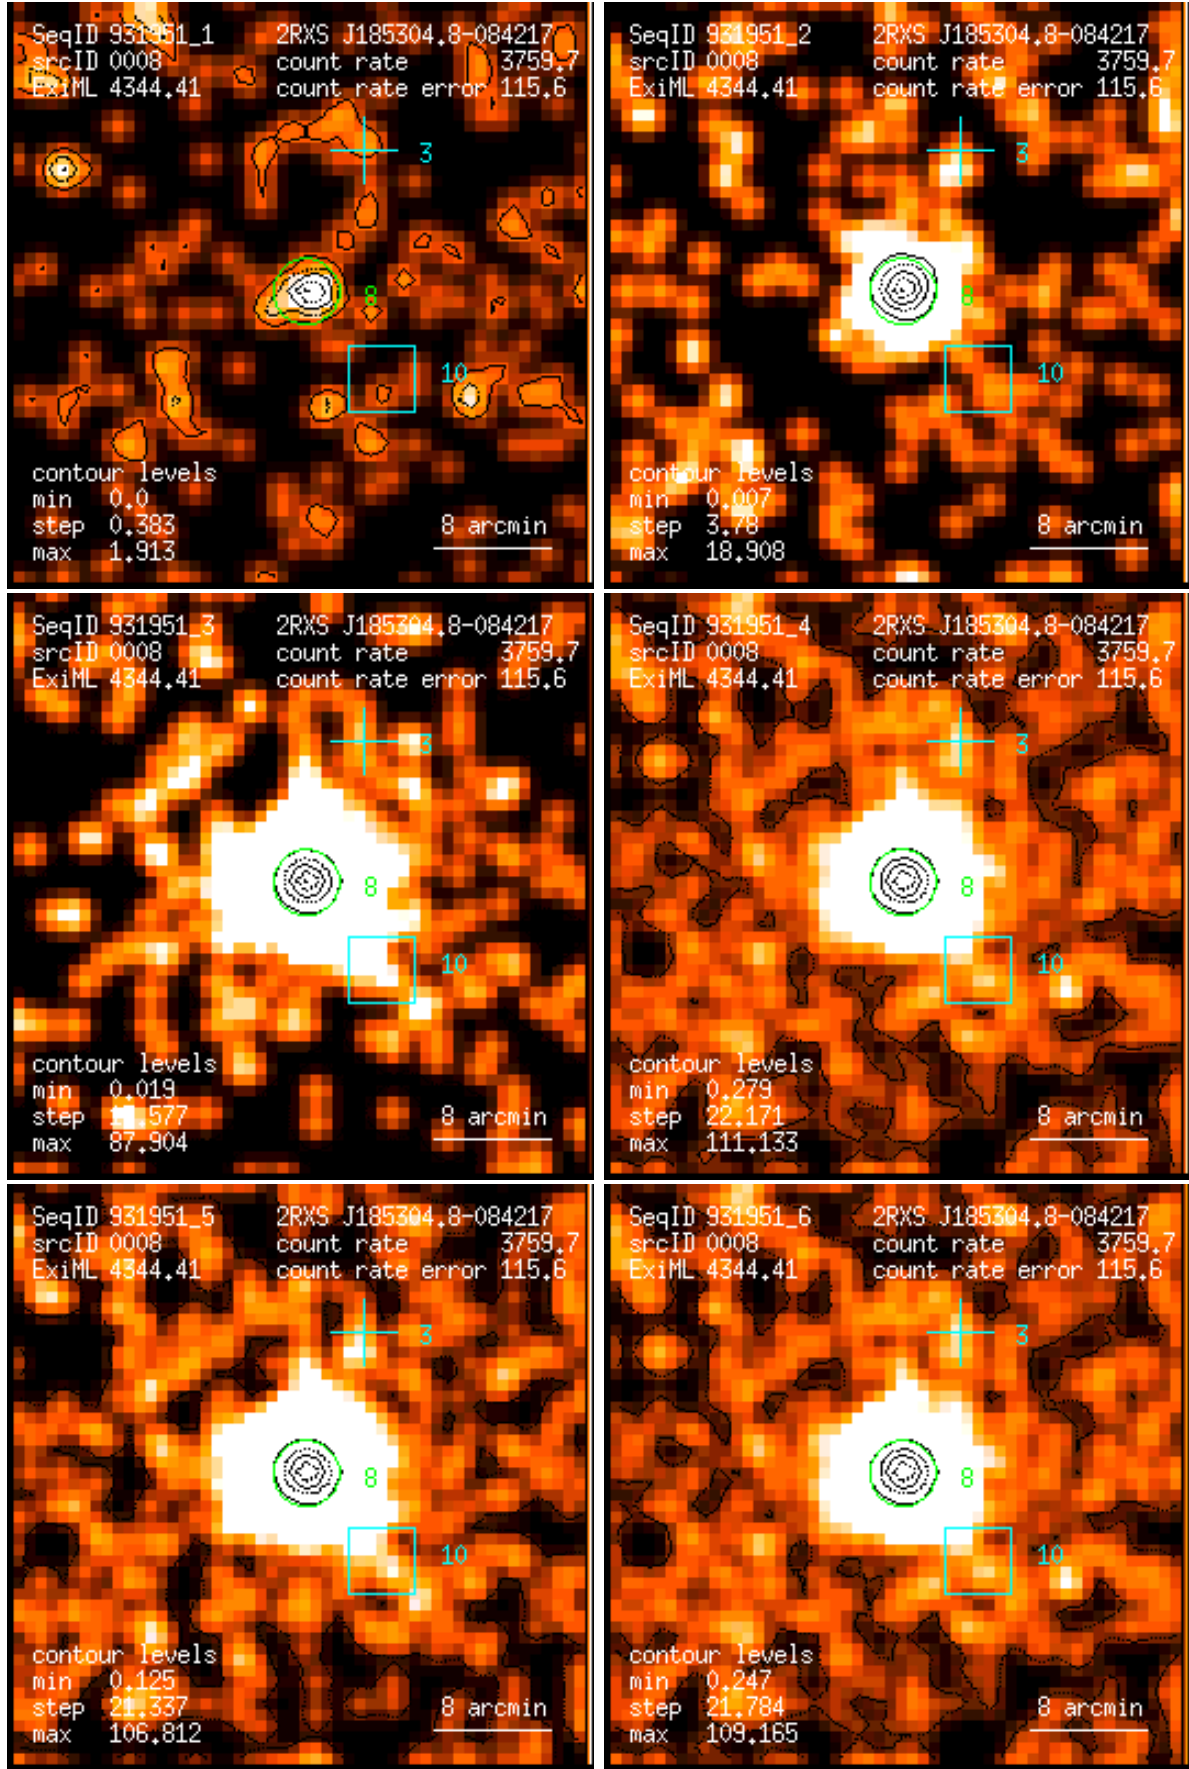 SeqID 931951_1 2RXS J185304.8-084217
srcID 0008 count rate 3759.7
ExiML 4344.41 count rate error 115.6
3
8
10
contour levels
min 0.0
step 0.383 8 arcmin
max 1.913
SeqID 931951_2 2RXS J185304.8-084217
srcID 0008 count rate 3759.7
ExiML 4344.41 count rate error 115.6
3
8
10
contour levels
min 0.007
step 3.78 8 arcmin
max 18.908
SeqID 931951_3 2RXS J185304.8-084217
srcID 0008 count rate 3759.7
ExiML 4344.41 count rate error 115.6
3
8
10
contour levels
min 0.019
step 8 arcmin
max 87.904
SeqID 931951_4 2RXS J185304.8-084217
srcID 0008 count rate 3759.7
ExiML 4344.41 count rate error 115.6
3
8
10
contour levels
min 0.279
step 22.171 8 arcmin
max 111.133
SeqID 931951_5 2RXS J185304.8-084217
srcID 0008 count rate 3759.7
ExiML 4344.41 count rate error 115.6
3
8
10
contour levels
min 0.125
step 21.337 8 arcmin
max 106.812
SeqID 931951_6 2RXS J185304.8-084217
srcID 0008 count rate 3759.7
ExiML 4344.41 count rate error 115.6
3
8
10
contour levels
min 0.247
step 21.784 8 arcmin
max 109.165